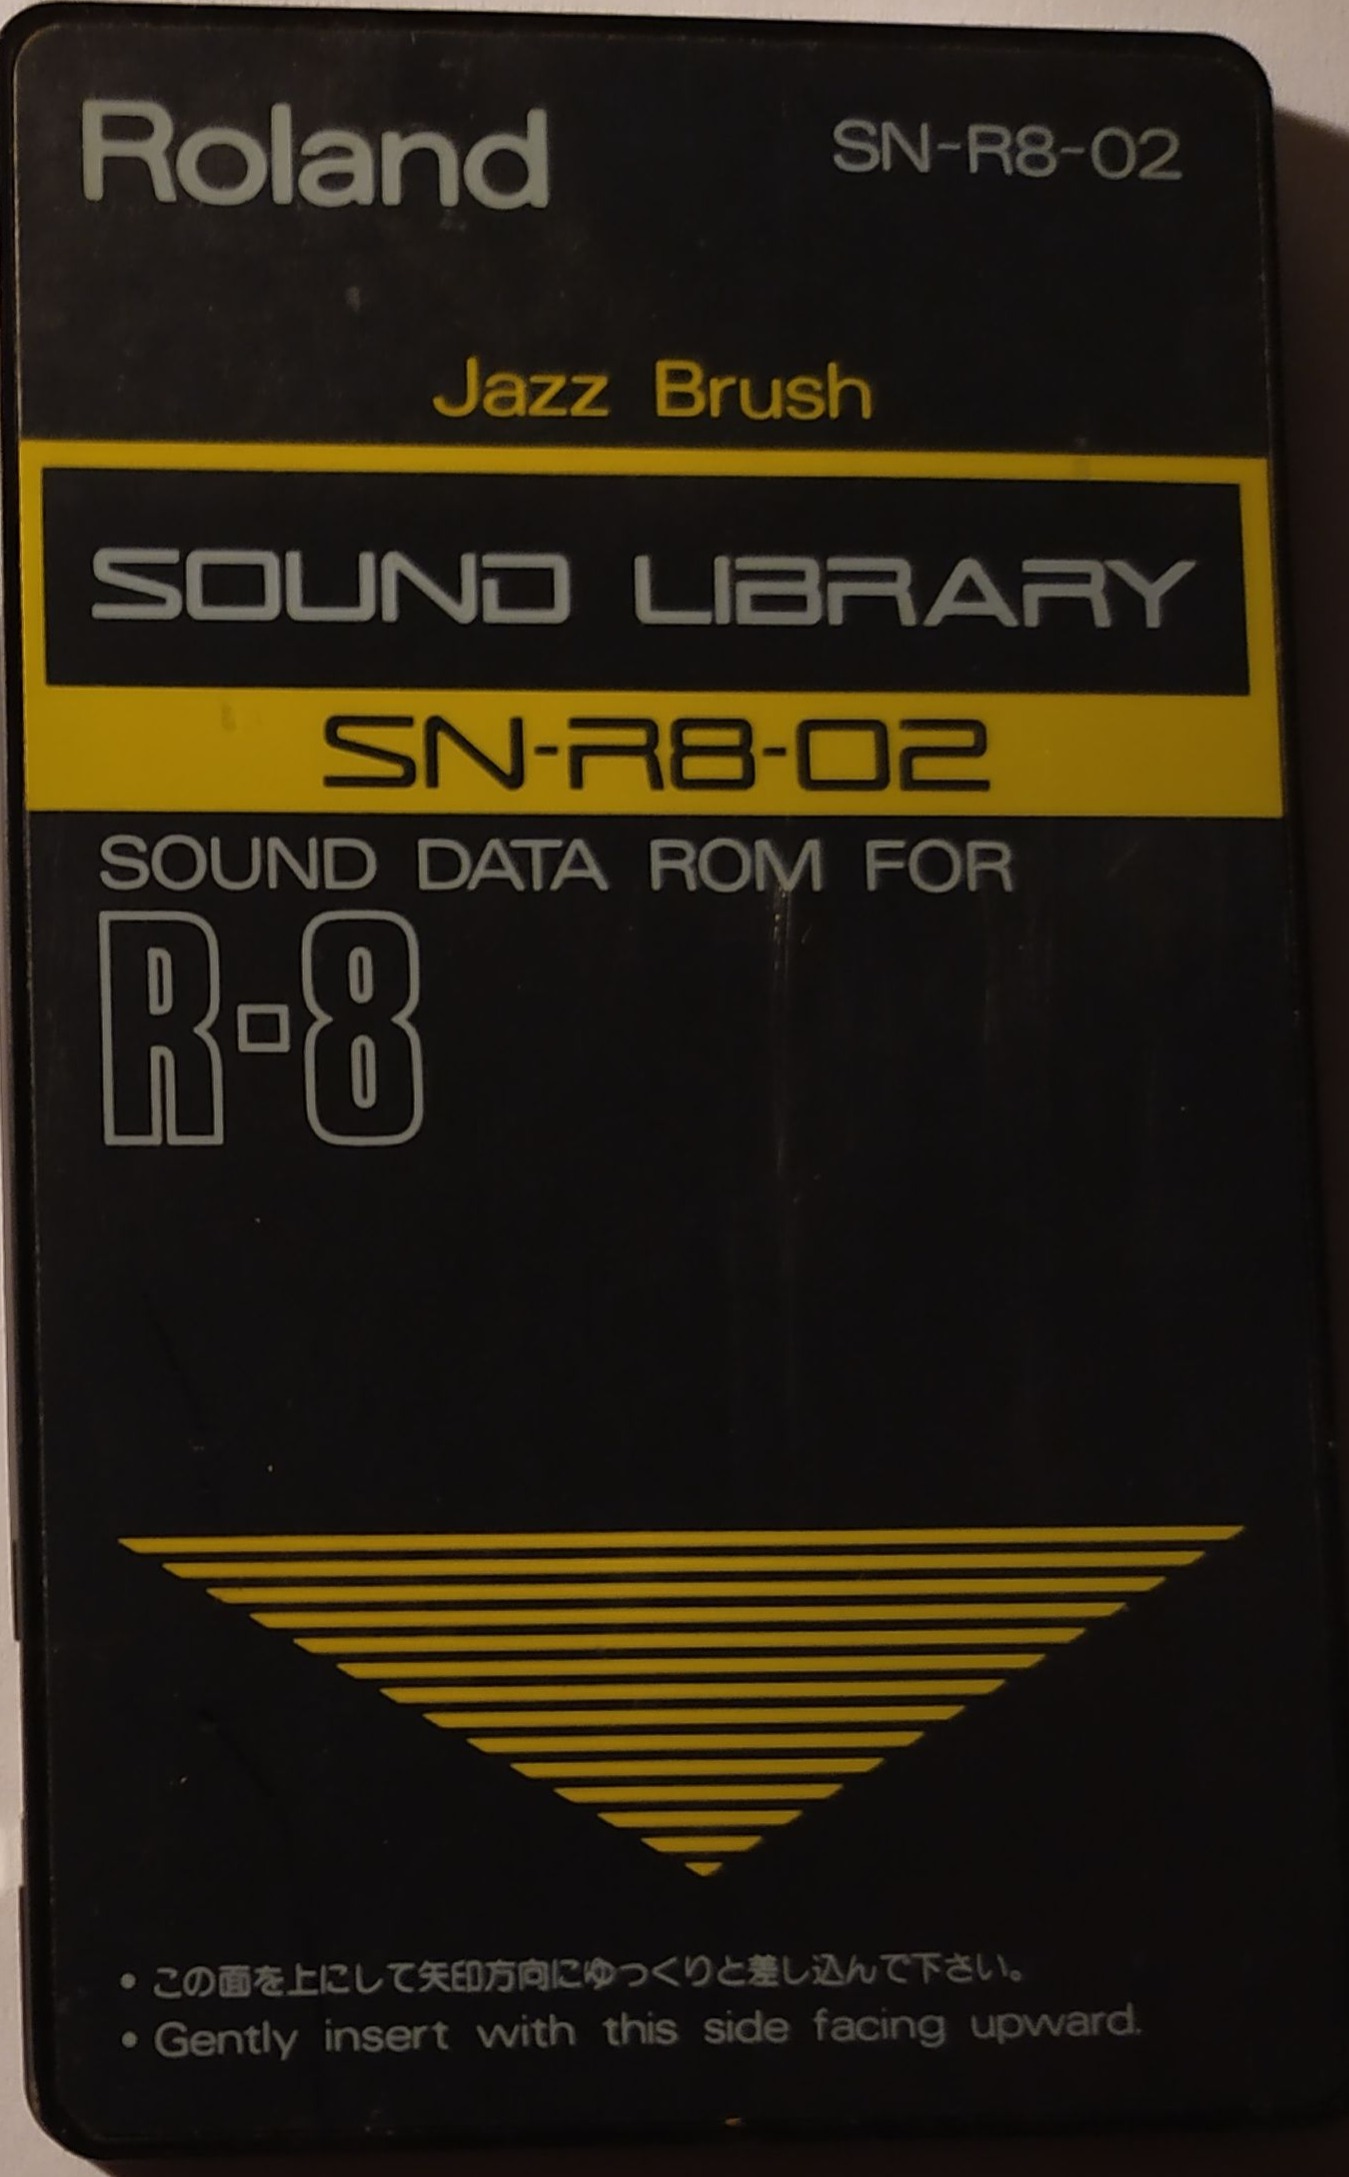 Roland
SN-R8-02
Jazz Brush
SOUND LIBRARY
SN-R8-02
SOUND DATA ROM FOR
R-8
• この面を上にして矢印方向にゆっくりと差し込んで下さい。
• Gently insert with this side facing upward.